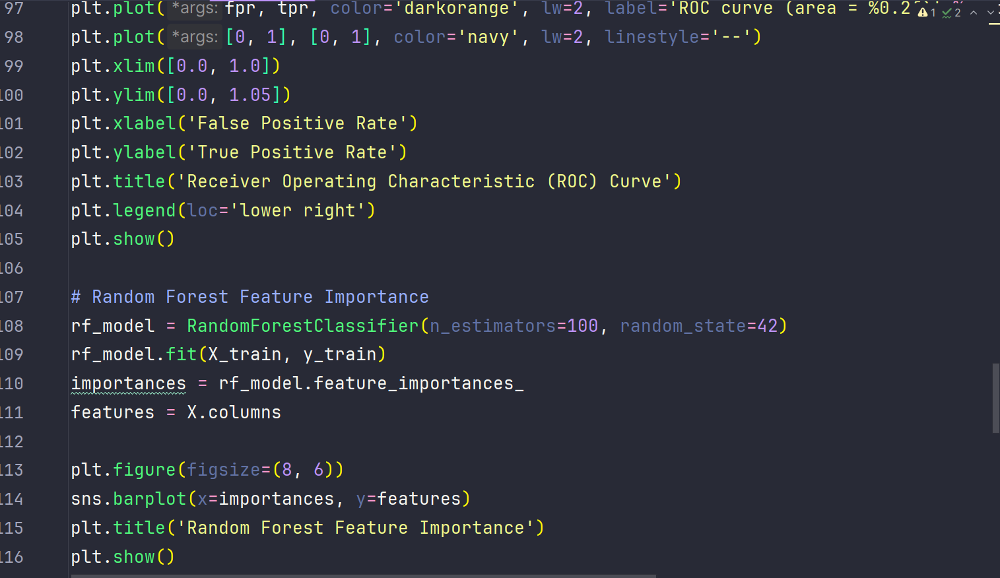 97 plt.plot( *args: fpr, tpr, color='darkorange', lw=2, label='ROC curve (area = %0.2f)' %
1 2
98 plt.plot( *args: [0, 1], [0, 1], color='navy', lw=2, linestyle='--')
99 plt.xlim([0.0, 1.0])
100 plt.ylim([0.0, 1.05])
101 plt.xlabel('False Positive Rate')
102 plt.ylabel('True Positive Rate')
103 plt.title('Receiver Operating Characteristic (ROC) Curve')
104 plt.legend(loc='lower right')
105 plt.show()
106
107 # Random Forest Feature Importance
108 rf_model = RandomForestClassifier(n_estimators=100, random_state=42)
109 rf_model.fit(X_train, y_train)
110 importances = rf_model.feature_importances_
111 features = X.columns
112
113 plt.figure(figsize=(8, 6))
114 sns.barplot(x=importances, y=features)
115 plt.title('Random Forest Feature Importance')
116 plt.show()